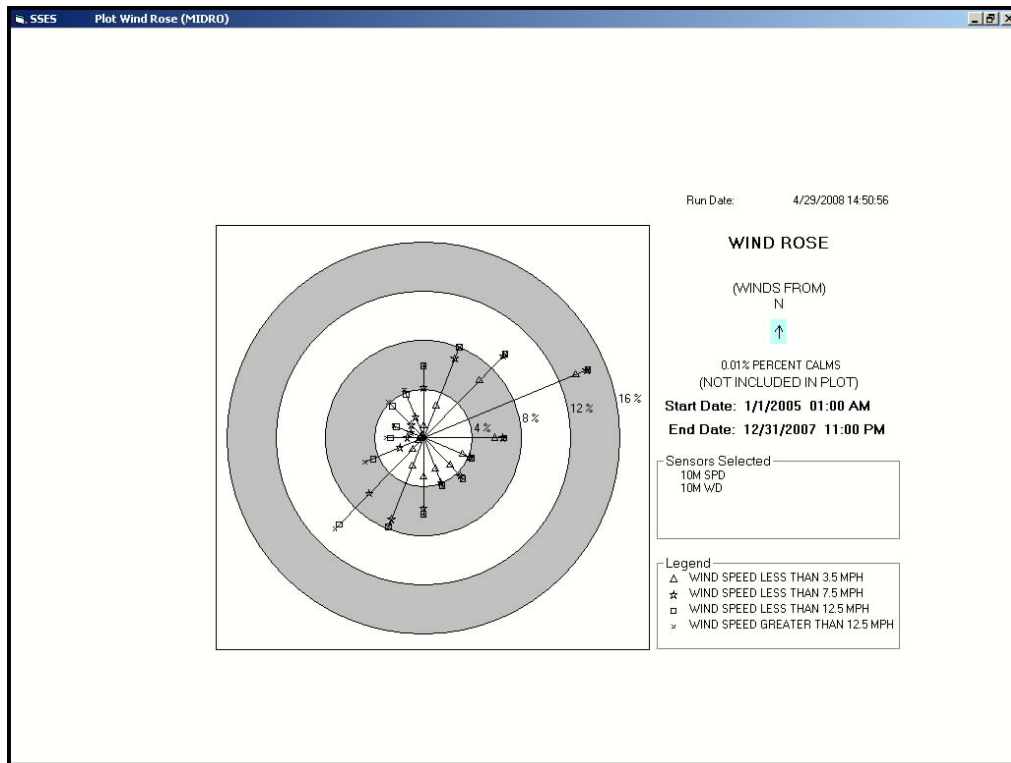 SSES Plot Wind Rose (MIDRO)
Run Date: 4/29/2008 14:50:56
WIND ROSE
(WINDS FROM)
N
0.01% PERCENT CALMS
(NOT INCLUDED IN PLOT)
Start Date: 1/1/2005 01:00 AM
End Date: 12/31/2007 11:00 PM
4 %
8 %
12 %
16 %
Sensors Selected
10M SPD
10M WD
Legend
WIND SPEED LESS THAN 3.5 MPH
WIND SPEED LESS THAN 7.5 MPH
WIND SPEED LESS THAN 12.5 MPH
WIND SPEED GREATER THAN 12.5 MPH